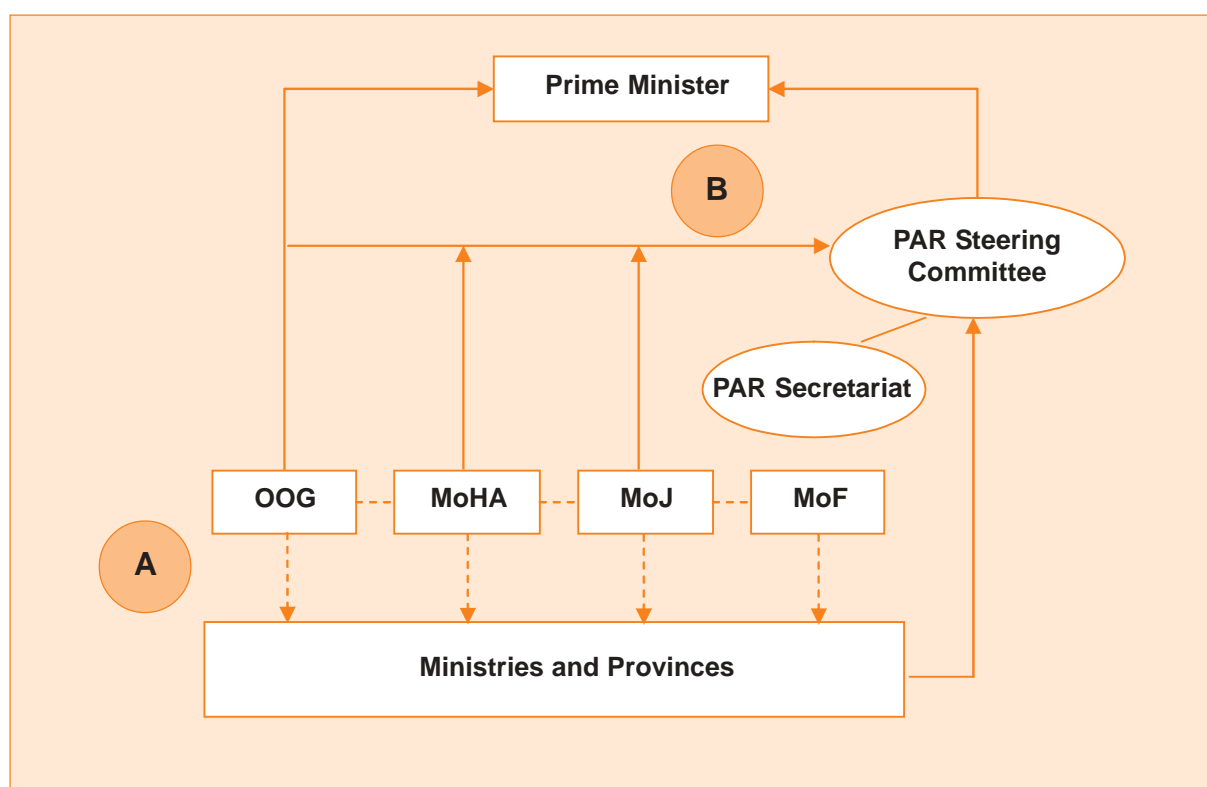 Prime Minister
B
PAR Steering
Committee
PAR Secretariat
OOG
MoHA
MoJ
MoF
A
Ministries and Provinces